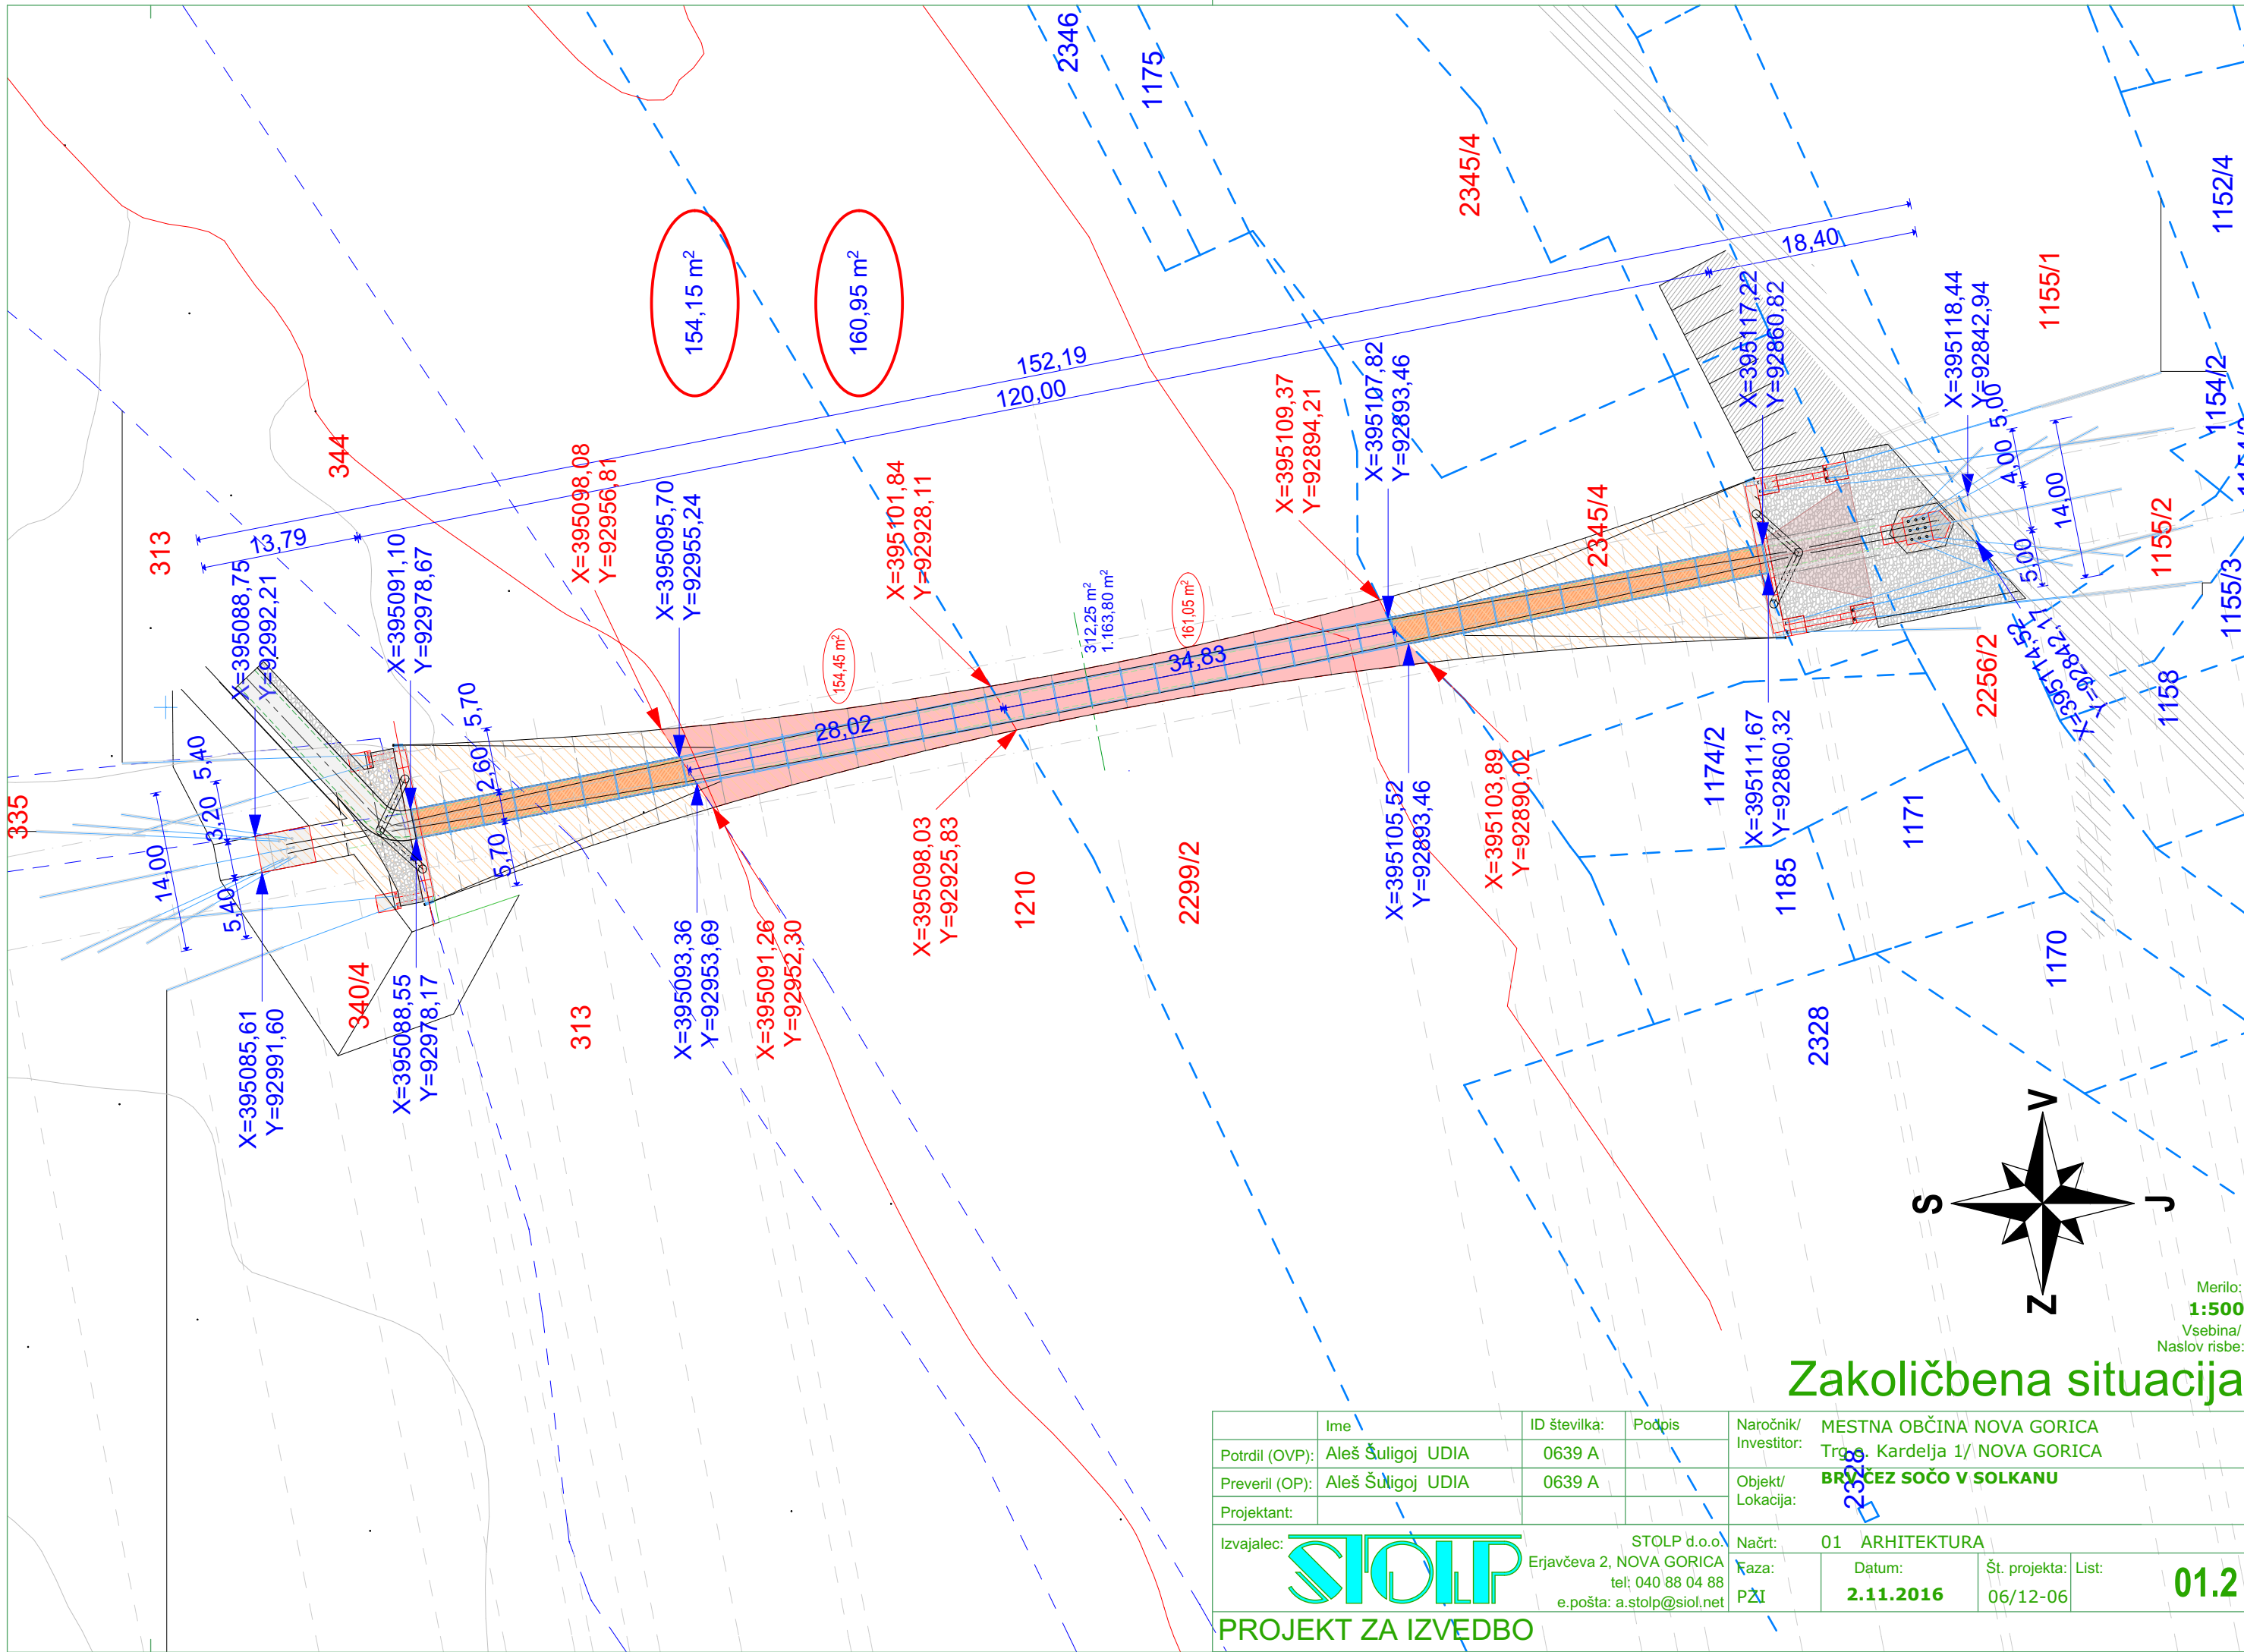 2346
1175
2345/4
1152/4
154,15 m²
160,95 m²
18,40
1155/1
152,19
120,00
X=395117,22
Y=92860,82
X=395118,44
Y=92842,94
1154/2
344
313
13,79
X=395098,08
Y=92956,81
X=395095,70
Y=92955,24
X=395101,84
Y=92928,11
X=395109,37
Y=92894,21
X=395107,82
Y=92893,46
2345/4
5,00
4,00
14,00
5,00
1155/2
1155/3
X=395088,75
Y=92992,21
X=395091,10
Y=92978,67
154,45 m²
312,25 m²
1.163,80 m²
161,05 m²
34,83
28,02
5,70
2,60
5,70
335
5,40
3,20
14,00
5,40
X=395114,52
Y=92842,17
2256/2
1158
X=395085,61
Y=92991,60
340/4
X=395088,55
Y=92978,17
313
X=395093,36
Y=92953,69
X=395091,26
Y=92952,30
X=395098,03
Y=92925,83
1210
2299/2
X=395105,52
Y=92893,46
X=395103,89
Y=92890,02
1174/2
X=395111,67
Y=92860,32
1185
1171
1170
2328
V
S
J
Z
Merilo:
1:500
Vsebina/
Naslov risbe:
Zakoličbena situacija
Ime
ID številka:
Podpis
Potrdil (OVP):
Aleš Šuligoj UDIA
0639 A
Preveril (OP):
Aleš Šuligoj UDIA
0639 A
Projektant:
Naročnik/
Investitor:
MESTNA OBČINA NOVA GORICA
Trg e. Kardelja 1/ NOVA GORICA
Objekt/
Lokacija:
BRV ČEZ SOČO V SOLKANU
2328
Izvajalec:
STOLP
STOLP d.o.o.
Erjavčeva 2, NOVA GORICA
tel: 040 88 04 88
e.pošta: a.stolp@siol.net
Načrt:
01 ARHITEKTURA
Faza:
PZI
Datum:
2.11.2016
Št. projekta:
06/12-06
List:
01.2
PROJEKT ZA IZVEDBO